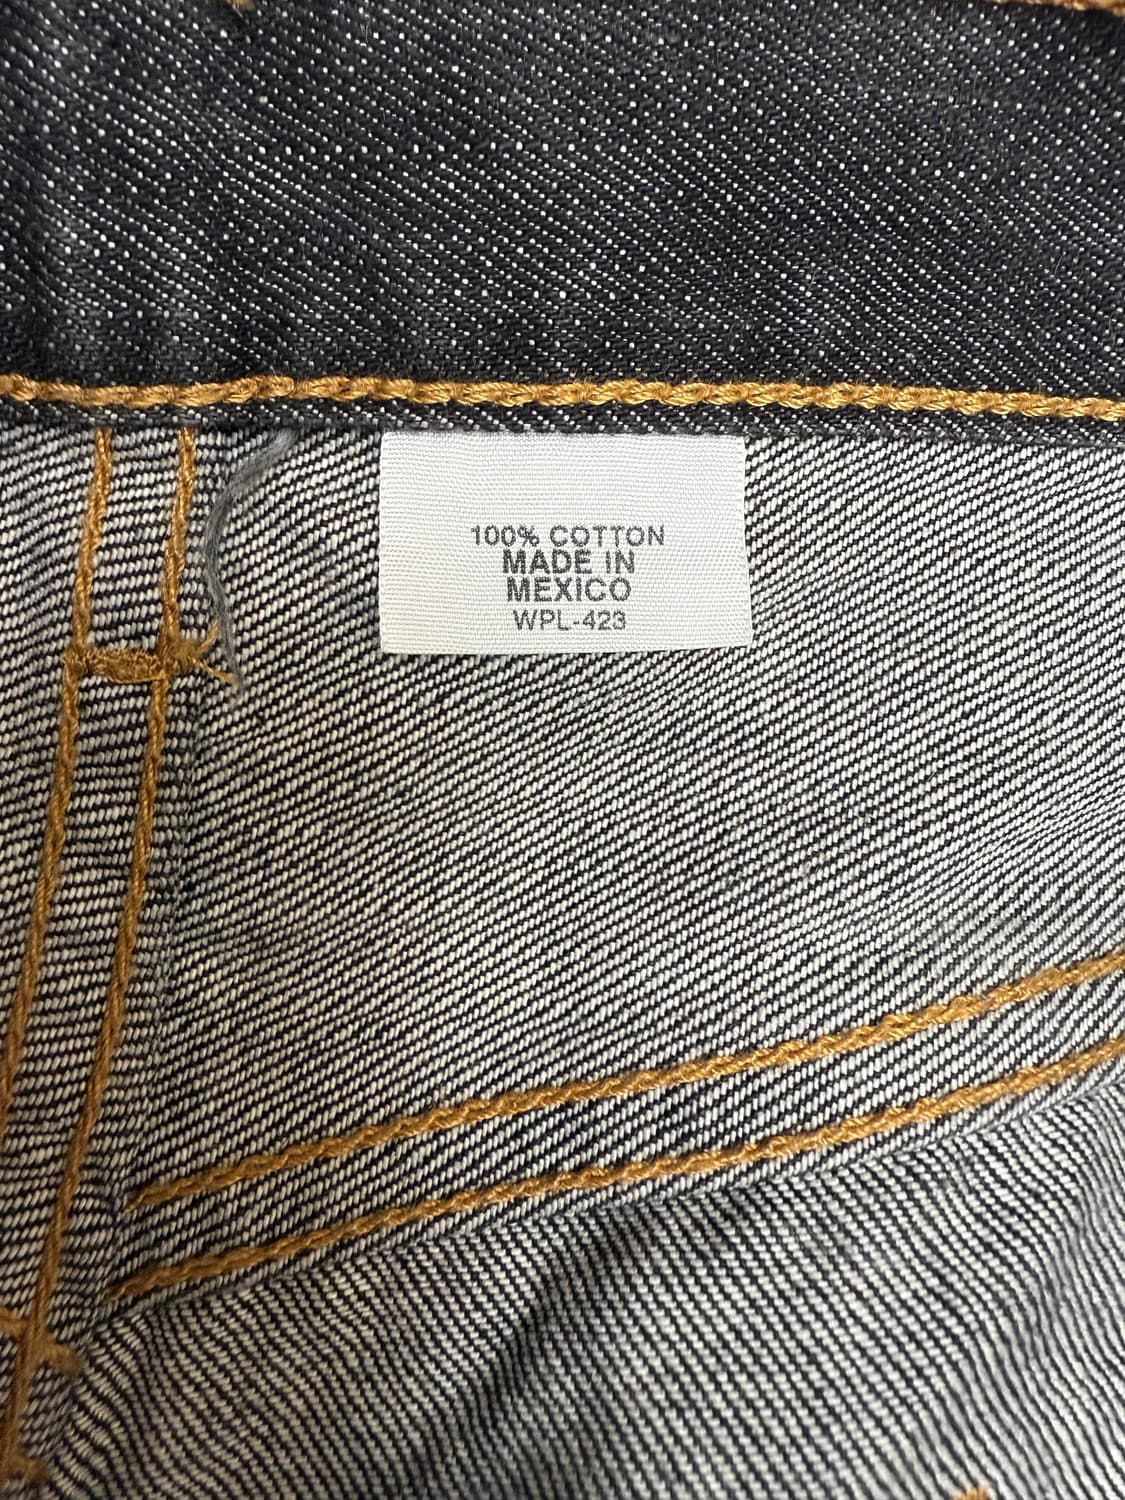 100% COTTON
MADE IN
MEXICO
WPL-423